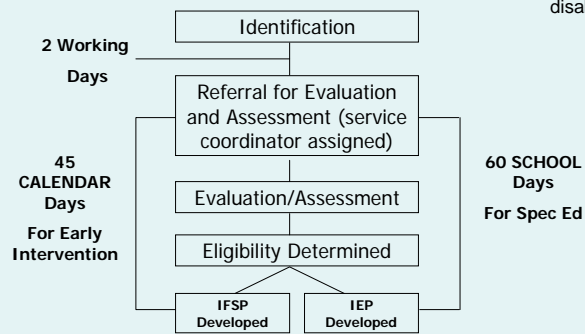 disa
Identification
2 Working
Days
Referral for Evaluation
and Assessment (service
coordinator assigned)
45
CALENDAR
Days
For Early
Intervention
60 SCHOOL
Days
For Spec Ed
Evaluation/Assessment
Eligibility Determined
IFSP
Developed
IEP
Developed